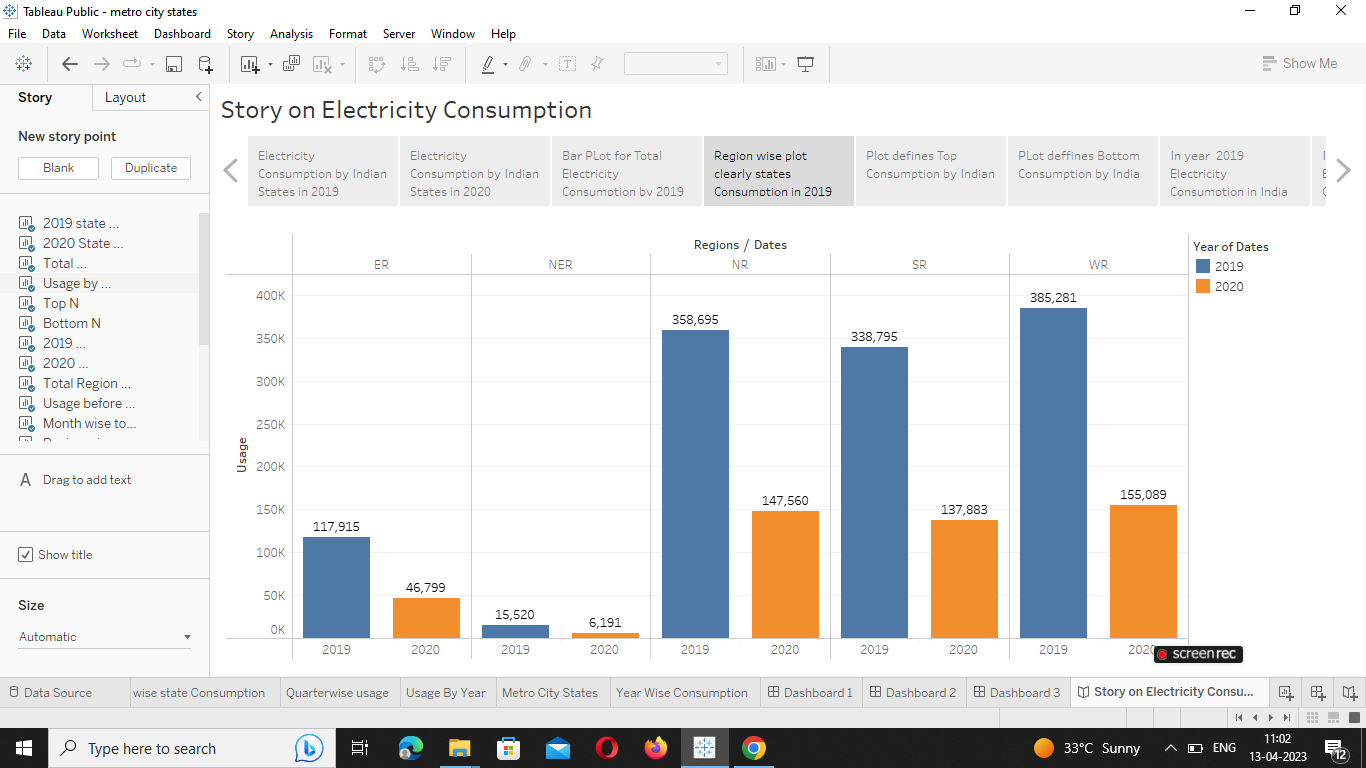 Tableau Public - metro city states
File Data Worksheet Dashboard Story Analysis Format Server Window Help
Show Me
Story Layout
New story point
Blank Duplicate
2019 state ...
2020 State ...
Total ...
Usage by ...
Top N
Bottom N
2019 ...
2020 ...
Total Region ...
Usage before ...
Month wise to...
A Drag to add text
Show title
Size
Automatic
Story on Electricity Consumption
Electricity
Consumption by Indian
States in 2019
Electricity
Consumption by Indian
States in 2020
Bar PLot for Total
Electricity
Consumption by 2019
Region wise plot
clearly states
Consumption in 2019
Plot defines Top
Consumption by Indian
PLot deffines Bottom
Consumption by India
In year 2019
Electricity
Consumption in India
Regions / Dates
ER NER NR SR WR
Usage
400K
350K
300K
250K
200K
150K
100K
50K
0K
117,915
46,799
15,520
6,191
358,695
147,560
338,795
137,883
385,281
155,089
2019 2020 2019 2020 2019 2020 2019 2020 2019
Year of Dates
2019
2020
screenrec
Data Source wise state Consumption Quarterwise usage Usage By Year Metro City States Year Wise Consumption Dashboard 1 Dashboard 2 Dashboard 3 Story on Electricity Consu...
Type here to search
33°C Sunny
ENG
11:02
13-04-2023
12